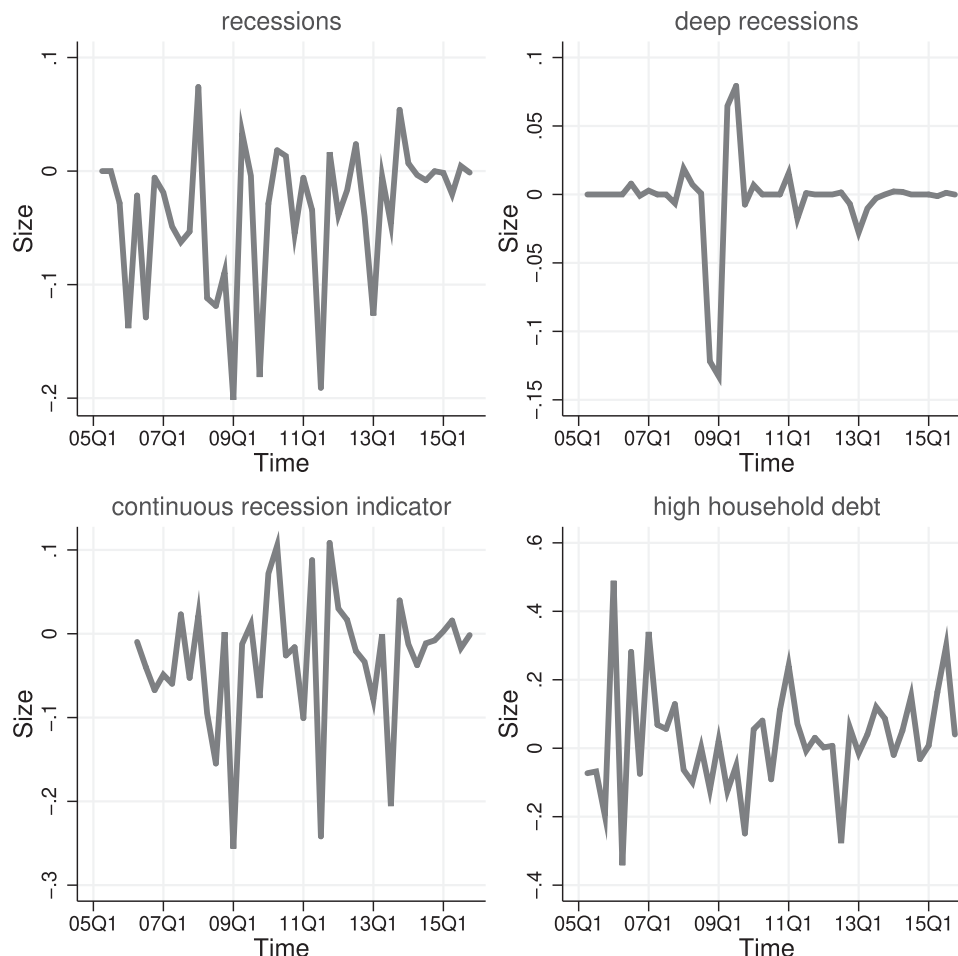 recessions
.1
0
-.1
-.2
Size
05Q1 07Q1 09Q1 11Q1 13Q1 15Q1
Time
deep recessions
.1
.05
0
-.05
-.1
-.15
Size
05Q1 07Q1 09Q1 11Q1 13Q1 15Q1
Time
continuous recession indicator
.1
0
-.1
-.2
-.3
Size
05Q1 07Q1 09Q1 11Q1 13Q1 15Q1
Time
high household debt
.6
.4
.2
0
-.2
-.4
Size
05Q1 07Q1 09Q1 11Q1 13Q1 15Q1
Time